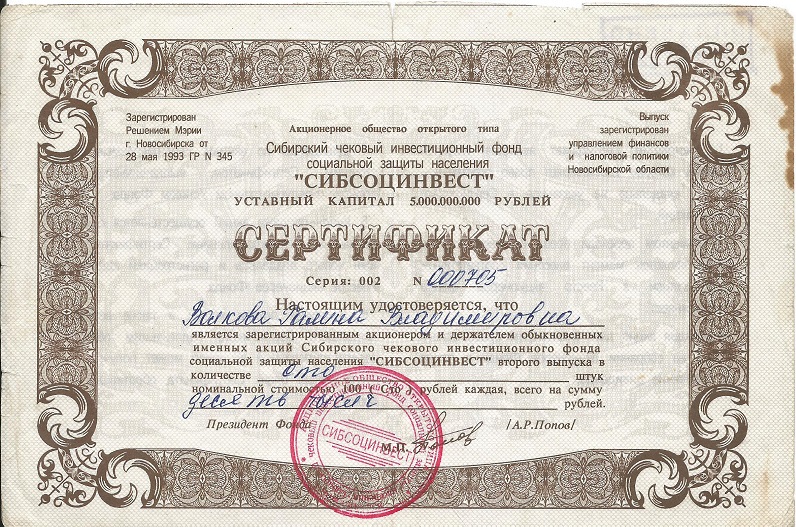 Зарегистрирован
Решением Мэрии
г. Новосибирска от
28 мая 1993 ГР N 345
Акционерное общество открытого типа
Сибирский чековый инвестиционный фонд
социальной защиты населения
"СИБСОЦИНВЕСТ"
УСТАВНЫЙ КАПИТАЛ 5.000.000.000 РУБЛЕЙ
Выпуск
зарегистрирован
управлением финансов
и налоговой политики
Новосибирской области
СЕРТИФИКАТ
Серия: 002 N 000705
Настоящим удостоверяется, что
Волкова Галина Владимировна
является зарегистрированным акционером и держателем обыкновенных
именных акций Сибирского чекового инвестиционного фонда
социальной защиты населения "СИБСОЦИНВЕСТ" второго выпуска в
количестве сто штук
номинальной стоимостью 100 / Сто / рублей каждая, всего на сумму
десять тысяч рублей.
Президент Фонда М.П. Попов /А.Р.Попов/
СИБСОЦИНВЕСТ